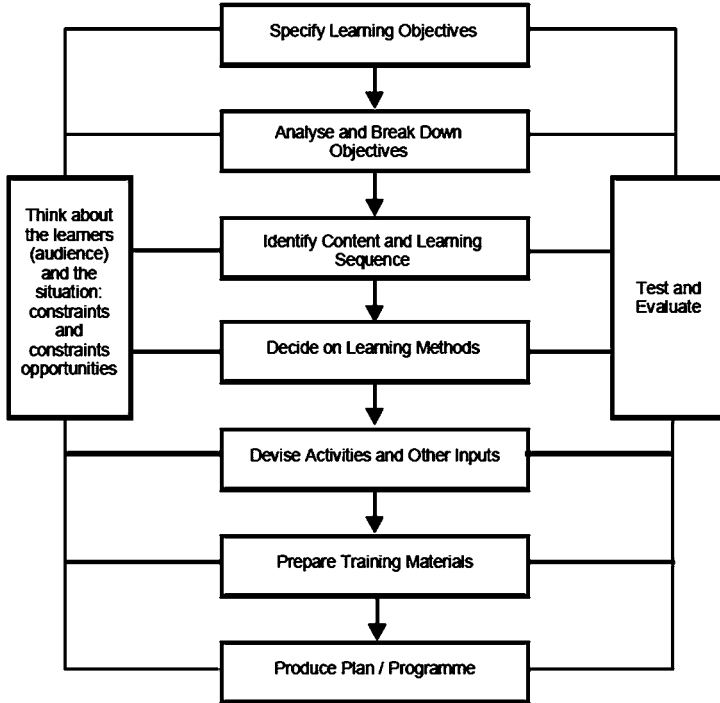 Specify Learning Objectives
Analyse and Break Down
Objectives
Think about
the learners
(audience)
and the
situation:
constraints
and
constraints
opportunities
Identify Content and Learning
Sequence
Test and
Evaluate
Decide on Learning Methods
Devise Activities and Other Inputs
Prepare Training Materials
Produce Plan / Programme